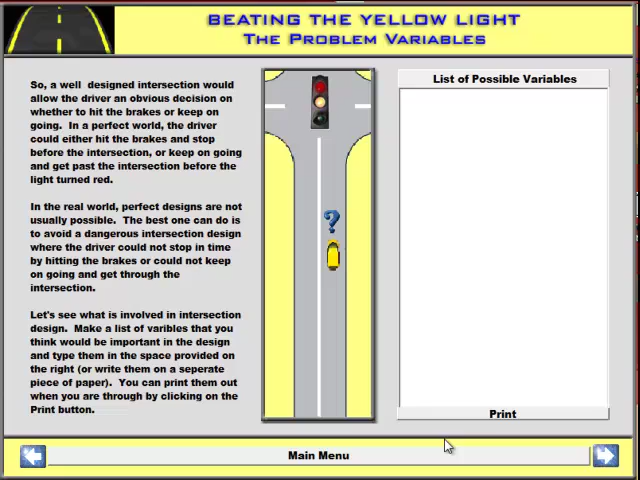 BEATING THE YELLOW LIGHT
THE PROBLEM VARIABLES
So, a well designed intersection would
allow the driver an obvious decision on
whether to hit the brakes or keep on
going. In a perfect world, the driver
could either hit the brakes and stop
before the intersection, or keep on going
and get past the intersection before the
light turned red.
In the real world, perfect designs are not
usually possible. The best one can do is
to avoid a dangerous intersection design
where the driver could not stop in time
by hitting the brakes or could not keep
on going and get through the
intersection.
Let's see what is involved in intersection
design. Make a list of varibles that you
think would be important in the design
and type them in the space provided on
the right (or write them on a seperate
piece of paper). You can print them out
when you are through by clicking on the
Print button.
?
List of Possible Variables
Print
Main Menu